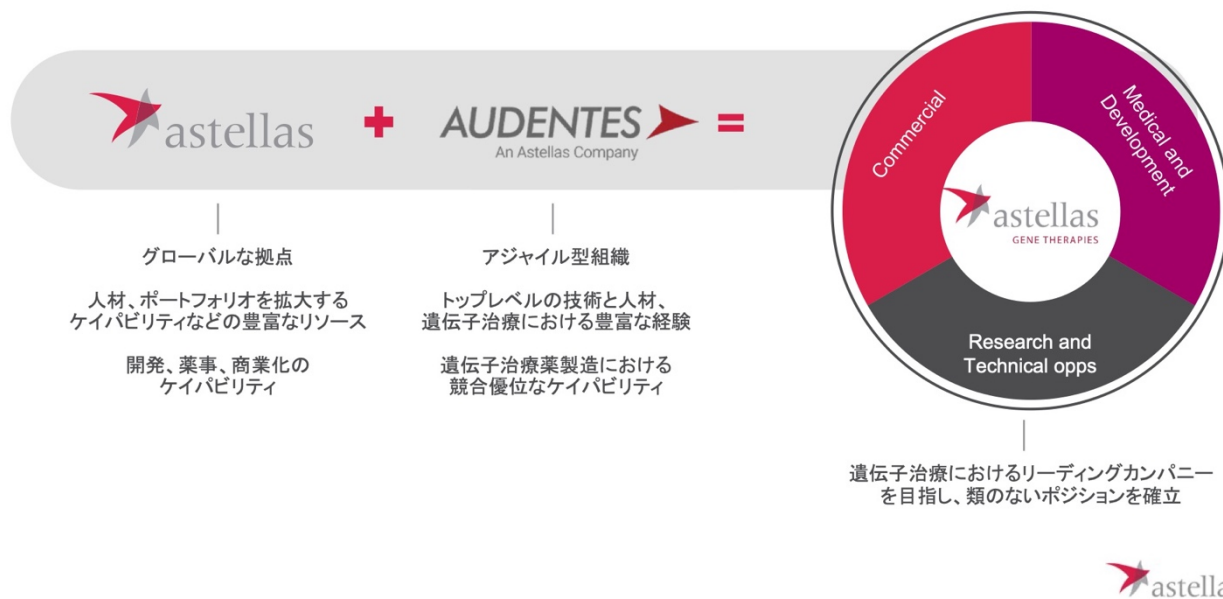 astellas
+
AUDENTES
An Astellas Company
=
Commercial
Medical and
Development
astellas
GENE THERAPIES
Research and
Technical opps
グローバルな拠点
人材、ポートフォリオを拡大する
ケイパビリティなどの豊富なリソース
開発、薬事、商業化の
ケイパビリティ
アジャイル型組織
トップレベルの技術と人材、
遺伝子治療における豊富な経験
遺伝子治療薬製造における
競合優位なケイパビリティ
遺伝子治療におけるリーディングカンパニー
を目指し、類のないポジションを確立
astella